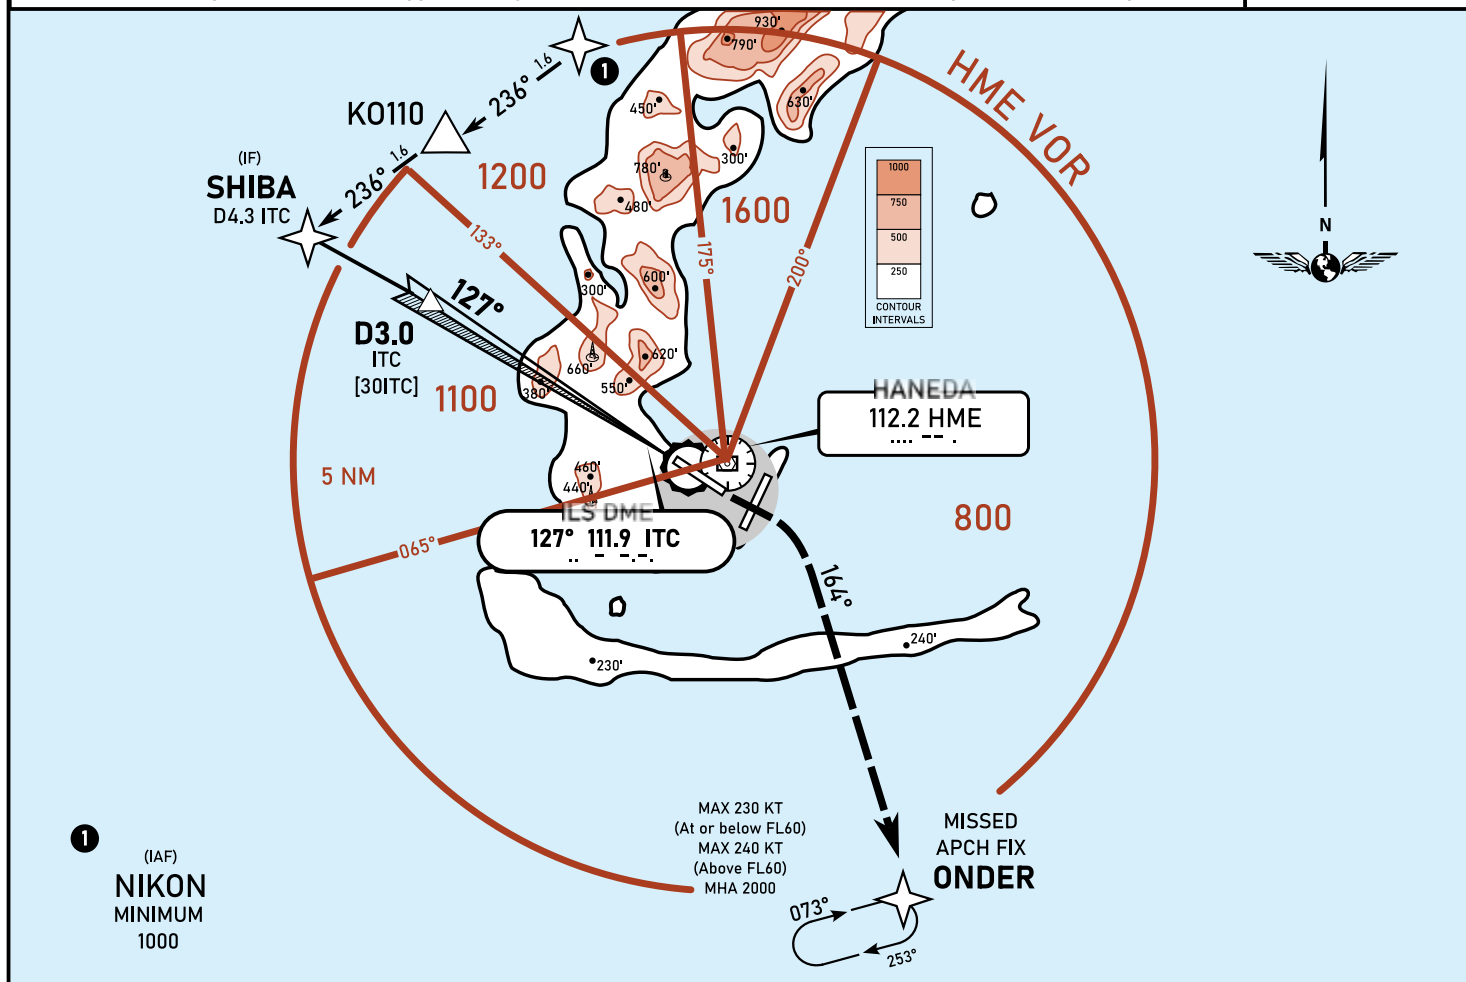 930'
790'
HME VOR
1
1.6
236°
KO110
450'
630'
(IF)
SHIBA
D4.3 ITC
1.6
236°
1200
780'
300'
480'
1600
1000
750
500
250
CONTOUR
INTERVALS
N
133°
175°
200°
300'
600'
127°
D3.0
ITC
[30ITC]
660'
620'
550'
380'
1100
HANEDA
112.2 HME
5 NM
460'
440'
ILS DME
127° 111.9 ITC
800
065°
164°
230'
240'
MAX 230 KT
(At or below FL60)
MAX 240 KT
(Above FL60)
MHA 2000
MISSED
APCH FIX
ONDER
073°
253°
1
(IAF)
NIKON
MINIMUM
1000